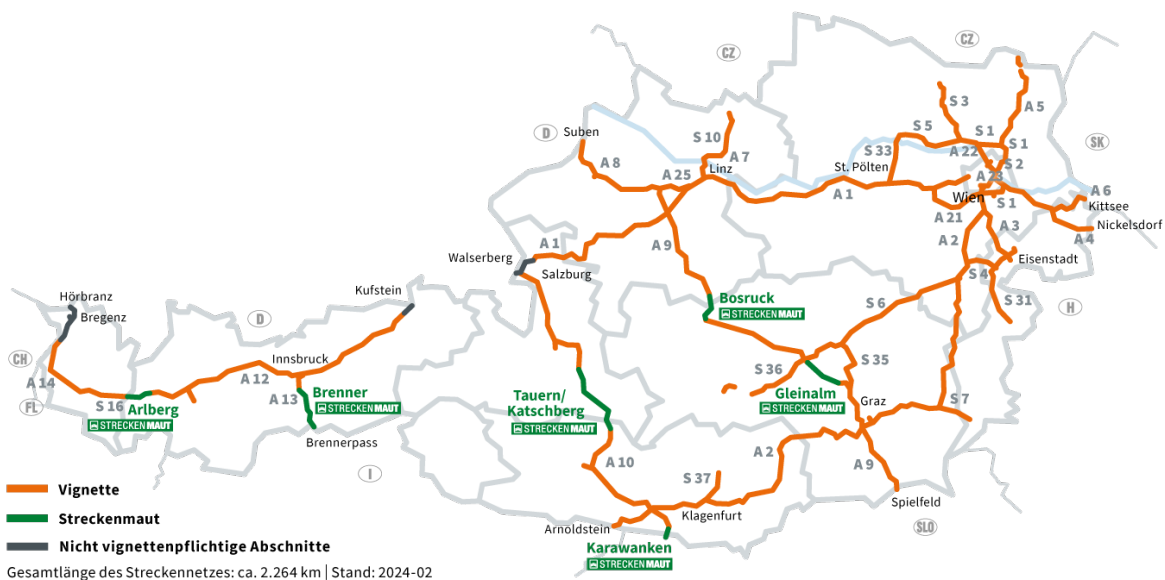 CZ
CZ
S 3
A 5
D
Suben
S 10
S 5
S 1
S 1
SK
A 7
S 33
A 22
S 2
A 8
Linz
St. Pölten
A 25
A 23
A 1
Wien
A 6
S 1
Kittsee
A 21
A 3
Nickelsdorf
A 1
A 9
A 2
A 4
Walserberg
Salzburg
Eisenstadt
S 4
Kufstein
Hörbranz
Bregenz
D
Bosruck
STRECKENMAUT
S 6
S 31
H
CH
Innsbruck
S 35
A 14
A 12
S 36
FL
S 16
Arlberg
STRECKENMAUT
A 13
Brenner
STRECKENMAUT
Tauern/
Katschberg
STRECKENMAUT
Gleinalm
STRECKENMAUT
Graz
S 7
Brennerpass
I
A 10
S 37
A 2
A 9
Spielfeld
Klagenfurt
Arnoldstein
SLO
Karawanken
STRECKENMAUT
Vignette
Streckenmaut
Nicht vignettenpflichtige Abschnitte
Gesamtlänge des Streckennetzes: ca. 2.264 km | Stand: 2024-02